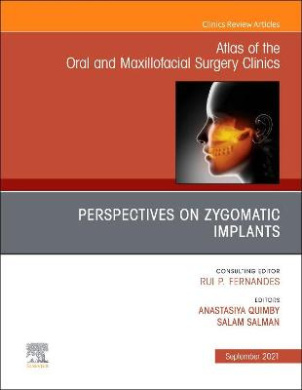 Clinics Review Articles
Atlas of the
Oral and Maxillofacial Surgery Clinics
PERSPECTIVES ON ZYGOMATIC
IMPLANTS
CONSULTING EDITOR
RUI P. FERNANDES
EDITORS
ANASTASIYA QUIMBY
SALAM SALMAN
ELSEVIER
September 2021